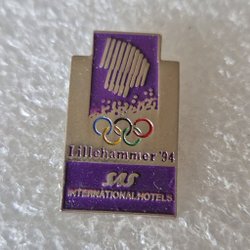 Lillehammer '94
SAS
INTERNATIONAL HOTELS